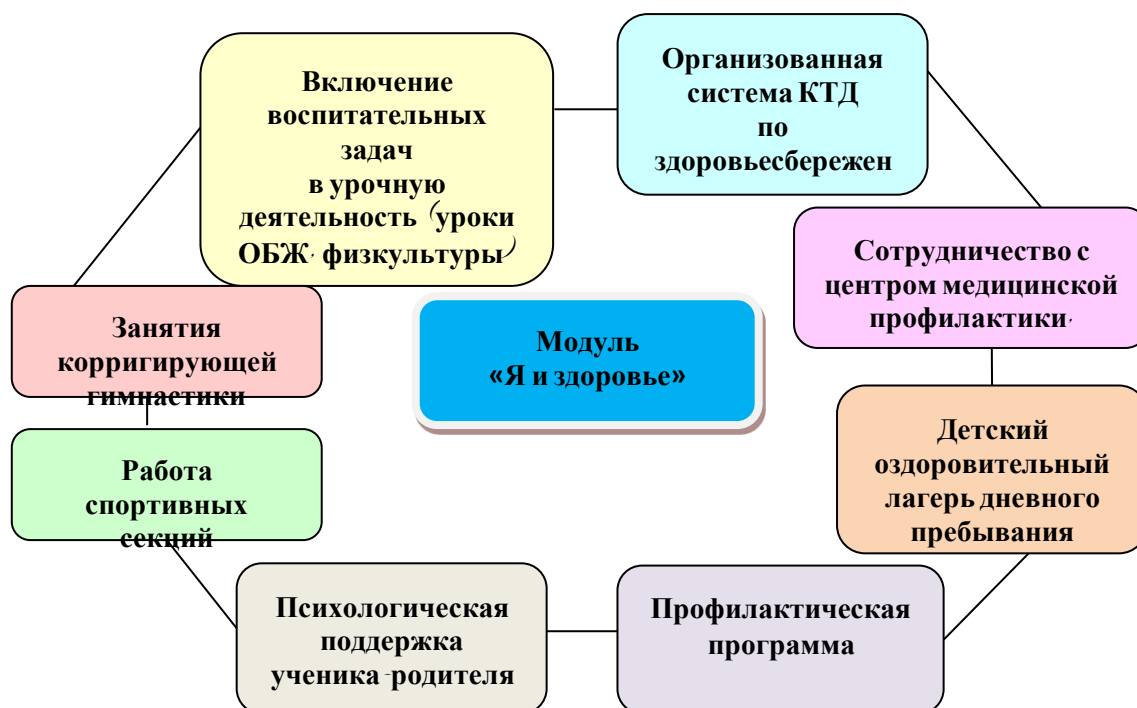 Включение
воспитательных
задач
в урочную
деятельность (уроки
ОБЖ, физкультуры)
Организованная
система КТД
по
здоровьесбережен
Сотрудничество с
центром медицинской
профилактики.
Занятия
корригирующей
гимнастики
Модуль
«Я и здоровье»
Детский
оздоровительный
лагерь дневного
пребывания
Работа
спортивных
секций
Психологическая
поддержка
ученика-родителя
Профилактическая
программа